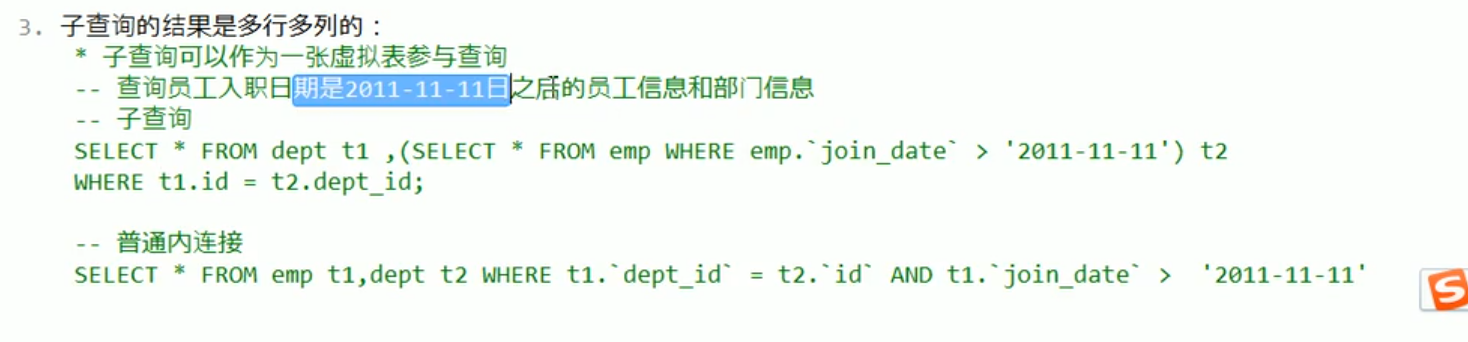 3. 子查询的结果是多行多列的：
* 子查询可以作为一张虚拟表参与查询
-- 查询员工入职日期是2011-11-11日之后的员工信息和部门信息
-- 子查询
SELECT * FROM dept t1 ,(SELECT * FROM emp WHERE emp.`join_date` > '2011-11-11') t2
WHERE t1.id = t2.dept_id;
-- 普通内连接
SELECT * FROM emp t1,dept t2 WHERE t1.`dept_id` = t2.`id` AND t1.`join_date` >  '2011-11-11'